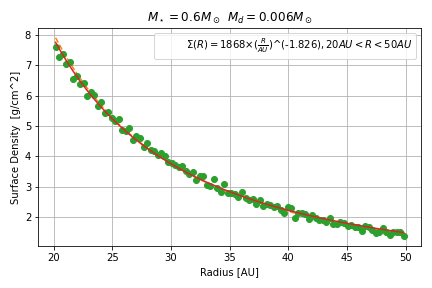 M⋆ = 0.6M⊙ M_d = 0.006M⊙
Σ(R) = 1868×(R/AU)^(-1.826), 20AU < R < 50AU
Surface Density [g/cm^2]
8
7
6
5
4
3
2
20 25 30 35 40 45 50
Radius [AU]